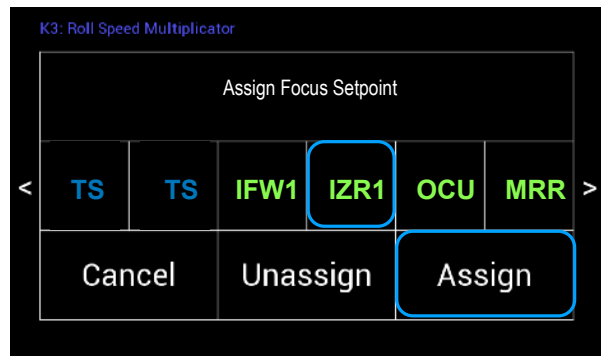 K3: Roll Speed Multiplicator
Assign Focus Setpoint
< TS TS IFW1 IZR1 OCU MRR >
Cancel Unassign Assign